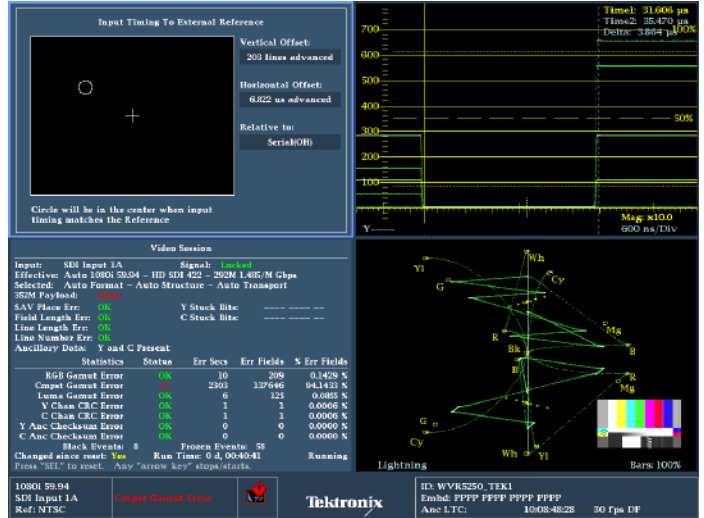 Input Timing To External Reference
Vertical Offset:
203 lines advanced
Horizontal Offset:
6.822 us advanced
Relative to:
Serial(0H)
Circle will be in the center when input
timing matches the Reference
Time1: 31.606 µs
Time2: 35.470 µs
Delta: 3.864 µs
100%
700
600
500
400
50%
300
200
100
Mag: x10.0
Y
600 ns/Div
Video Session
Input: SDI Input 1A Signal: Locked
Effective: Auto 1080i 59.94 – HD SDI 422 – 292M 1.485/M Gbps
Selected: Auto Format – Auto Structure – Auto Transport
352M Payload:
SAV Place Err: OK Y Stuck Bits: ---- ---- --
Field Length Err: OK C Stuck Bits: ---- ---- --
Line Length Err: OK
Line Number Err: OK
Ancillary Data: Y and C Present
Statistics Status Err Secs Err Fields % Err Fields
RGB Gamut Error OK 10 209 0.1429 %
Cmpst Gamut Error 2303 137646 94.1433 %
Luma Gamut Error OK 6 125 0.0855 %
Y Chan CRC Error OK 1 1 0.0006 %
C Chan CRC Error OK 1 1 0.0006 %
Y Anc Checksum Error OK 0 0 0.0000 %
C Anc Checksum Error OK 0 0 0.0000 %
Black Events: 8 Frozen Events: 58
Changed since reset: Yes Run Time: 0 d, 00:40:41 Running
Press "SEL" to reset. Any "arrow key" stops/starts.
Wh
Yl
Cy
G
Mg
R
Bk
B
B
R
Mg
G
Cy
Wh
Yl
Lightning
Bars: 100%
1080i 59.94
SDI Input 1A
Ref: NTSC
Cmpst Gamut Error
Tektronix
ID: WVR5250_TEK1
Embd: PPPP PPPP PPPP PPPP
Anc LTC: 10:08:48:28 30 fps DF